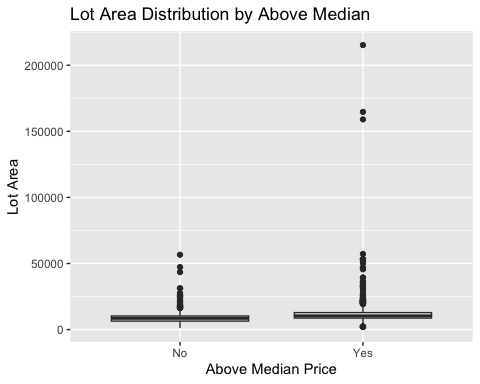 Lot Area Distribution by Above Median
200000
150000
100000
50000
0
Lot Area
No Yes
Above Median Price